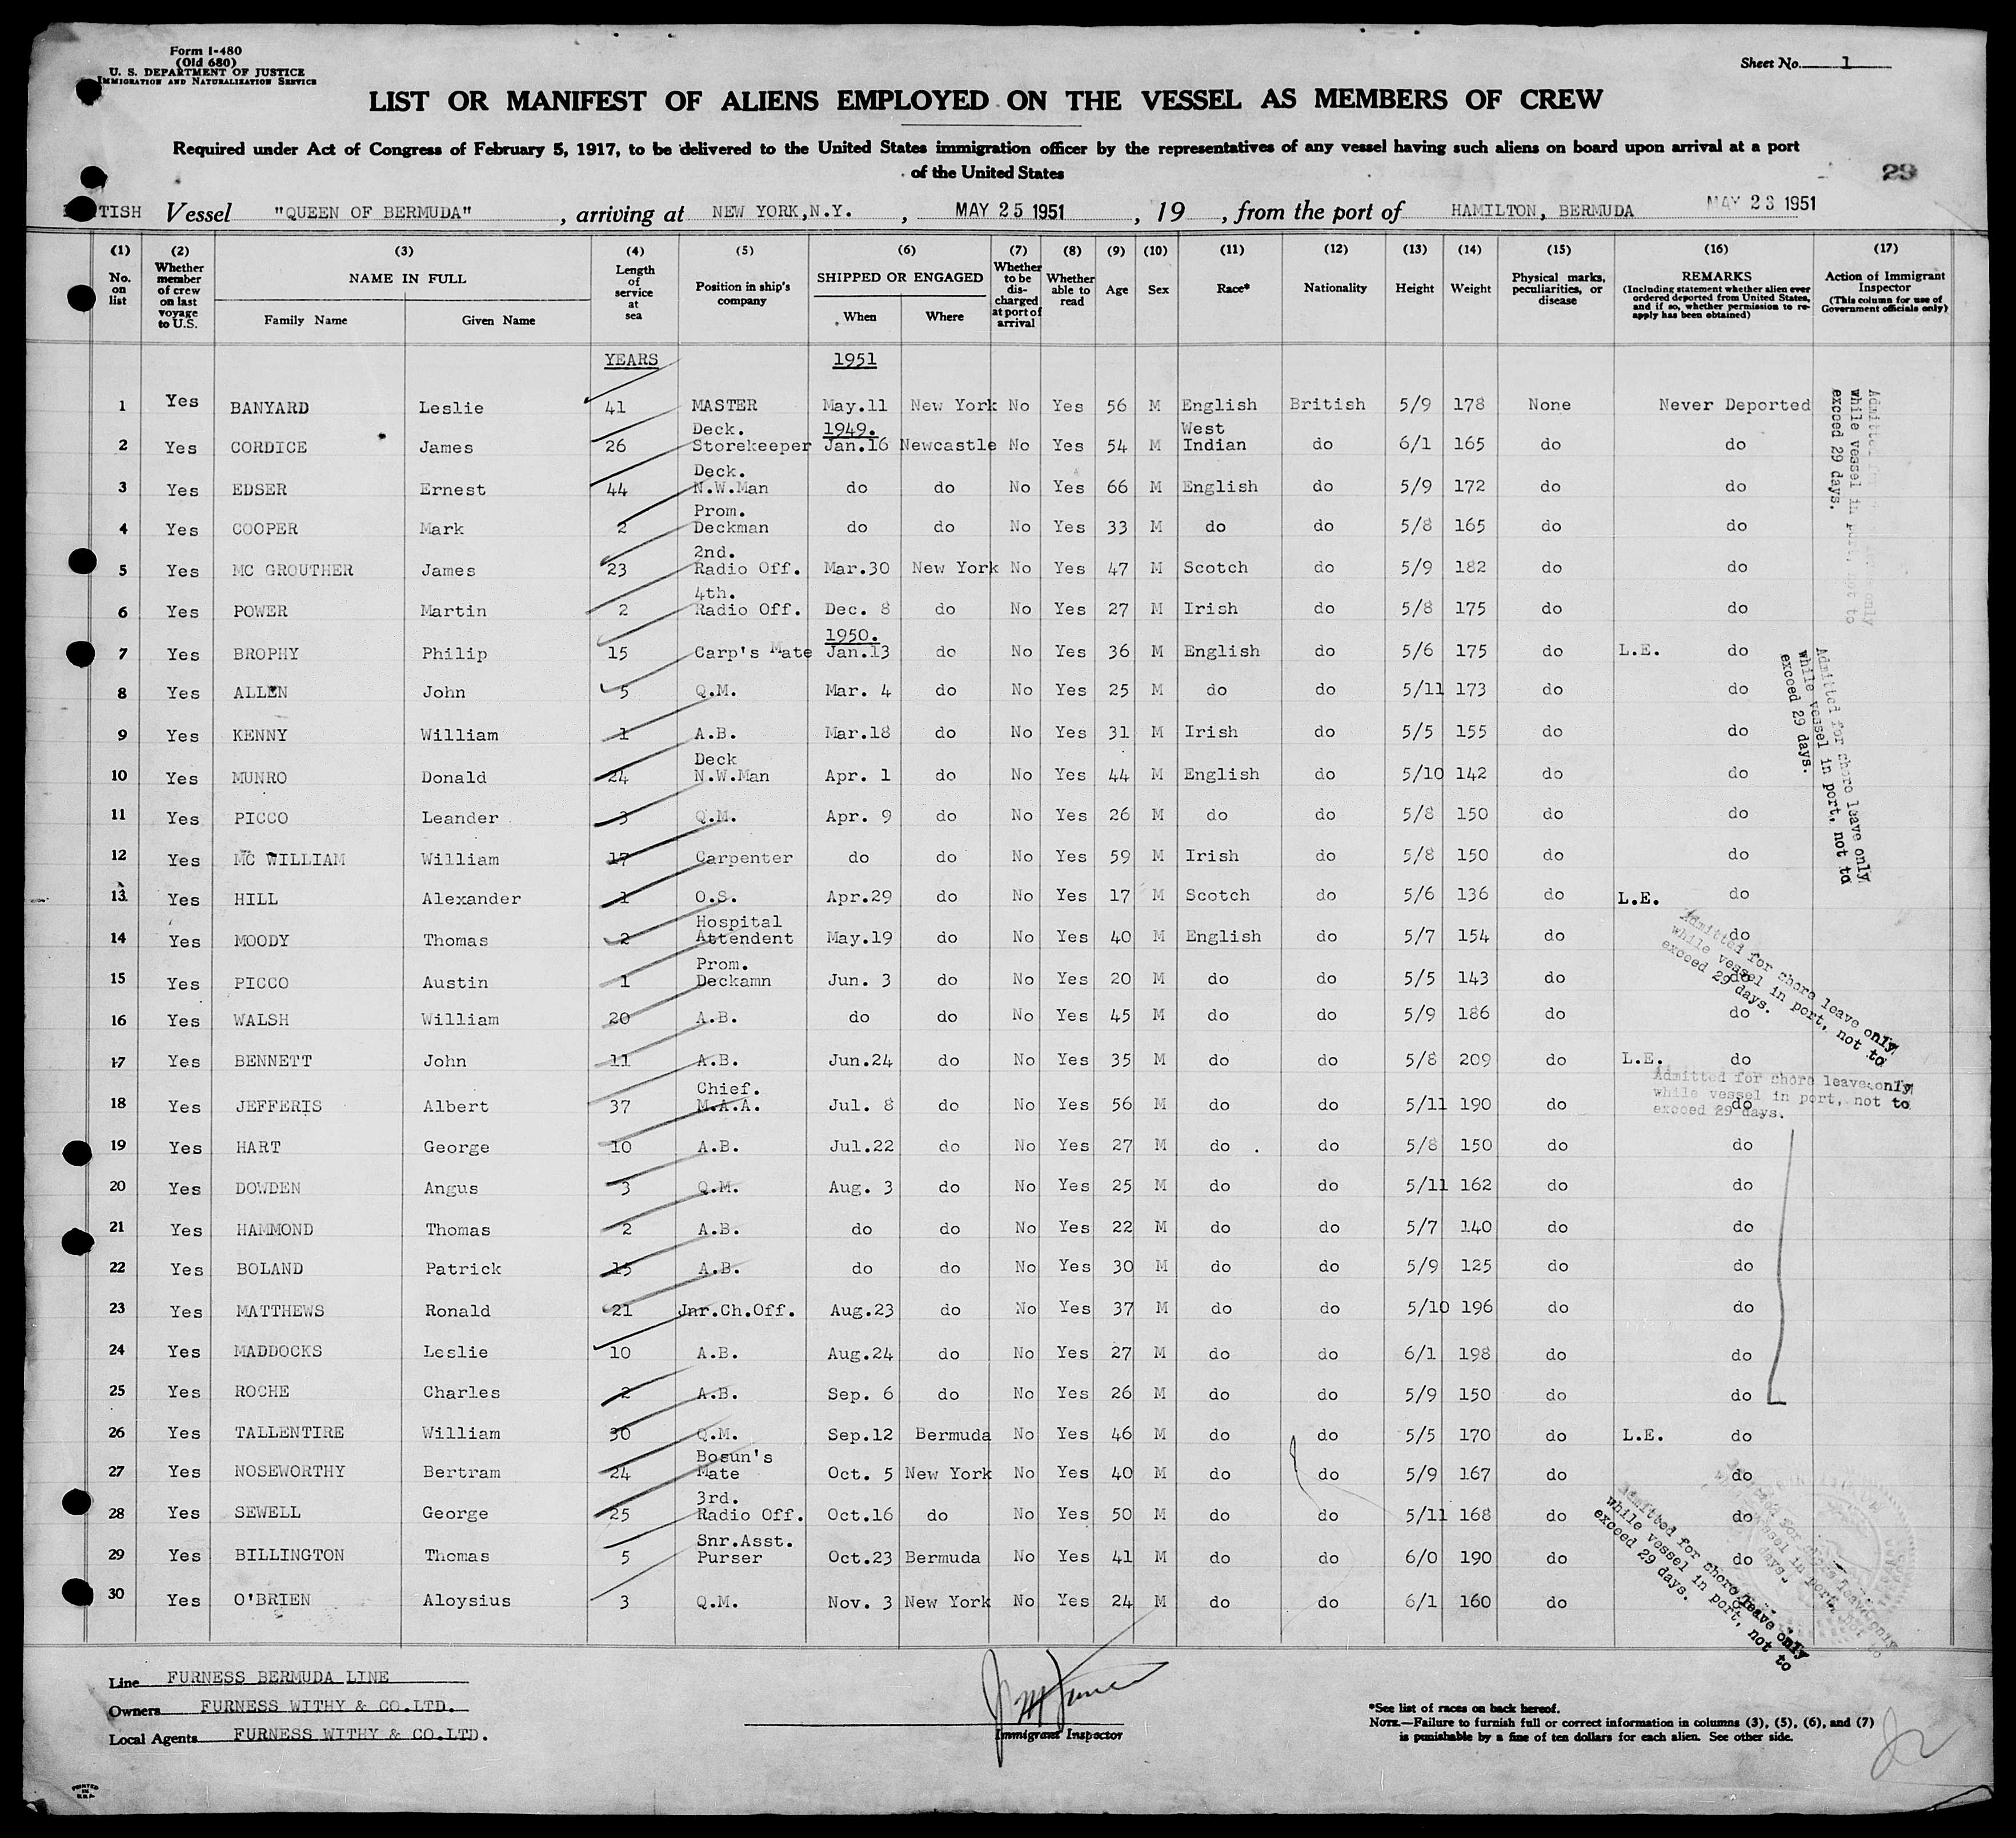 Form I-480
(Old 680)
U. S. DEPARTMENT OF JUSTICE
IMMIGRATION AND NATURALIZATION SERVICE
Sheet No. 1
LIST OR MANIFEST OF ALIENS EMPLOYED ON THE VESSEL AS MEMBERS OF CREW
Required under Act of Congress of February 5, 1917, to be delivered to the United States immigration officer by the representatives of any vessel having such aliens on board upon arrival at a port
of the United States
29
TISH Vessel "QUEEN OF BERMUDA", arriving at NEW YORK, N.Y., MAY 25 1951, 19 , from the port of HAMILTON, BERMUDA MAY 23 1951
(1) No. on list
(2) Whether member of crew on last voyage to U.S.
(3) NAME IN FULL Family Name Given Name
(4) Length of service at sea
(5) Position in ship's company
(6) SHIPPED OR ENGAGED When Where
(7) Whether to be discharged at port of arrival
(8) Whether able to read
(9) Age
(10) Sex
(11) Race*
(12) Nationality
(13) Height
(14) Weight
(15) Physical marks, peculiarities, or disease
(16) REMARKS (Including statement whether alien ever ordered deported from United States, and if so, whether permission to reapply has been obtained)
(17) Action of Immigrant Inspector (This column for use of Government officials only)
YEARS 1951
1 Yes BANYARD Leslie 41 MASTER May.11 New York No Yes 56 M English British 5/9 178 None Never Deported
Deck. 1949. West
2 Yes CORDICE James 26 Storekeeper Jan.16 Newcastle No Yes 54 M Indian do 6/1 165 do do
Deck.
3 Yes EDSER Ernest 44 N.W.Man do do No Yes 66 M English do 5/9 172 do do
Prom.
4 Yes COOPER Mark 2 Deckman do do No Yes 33 M do do 5/8 165 do do
2nd.
5 Yes MC GROUTHER James 23 Radio Off. Mar.30 New York No Yes 47 M Scotch do 5/9 182 do do
4th.
6 Yes POWER Martin 2 Radio Off. Dec. 8 do No Yes 27 M Irish do 5/8 175 do do
1950.
7 Yes BROPHY Philip 15 Carp's Mate Jan.13 do No Yes 36 M English do 5/6 175 do L.E. do
8 Yes ALLEN John 5 Q.M. Mar. 4 do No Yes 25 M do do 5/11 173 do do
9 Yes KENNY William 1 A.B. Mar.18 do No Yes 31 M Irish do 5/5 155 do do
Deck
10 Yes MUNRO Donald 24 N.W.Man Apr. 1 do No Yes 44 M English do 5/10 142 do do
11 Yes PICCO Leander 3 Q.M. Apr. 9 do No Yes 26 M do do 5/8 150 do do
12 Yes MC WILLIAM William 17 Carpenter do do No Yes 59 M Irish do 5/8 150 do do
13 Yes HILL Alexander 1 O.S. Apr.29 do No Yes 17 M Scotch do 5/6 136 do L.E. do
Hospital
14 Yes MOODY Thomas 2 Attendent May.19 do No Yes 40 M English do 5/7 154 do do
Prom.
15 Yes PICCO Austin 1 Deckamn Jun. 3 do No Yes 20 M do do 5/5 143 do do
16 Yes WALSH William 20 A.B. do do No Yes 45 M do do 5/9 186 do do
17 Yes BENNETT John 11 A.B. Jun.24 do No Yes 35 M do do 5/8 209 do L.E. do
Chief.
18 Yes JEFFERIS Albert 37 M.A.A. Jul. 8 do No Yes 56 M do do 5/11 190 do do
19 Yes HART George 10 A.B. Jul.22 do No Yes 27 M do do 5/8 150 do do
20 Yes DOWDEN Angus 3 Q.M. Aug. 3 do No Yes 25 M do do 5/11 162 do do
21 Yes HAMMOND Thomas 2 A.B. do do No Yes 22 M do do 5/7 140 do do
22 Yes BOLAND Patrick 15 A.B. do do No Yes 30 M do do 5/9 125 do do
23 Yes MATTHEWS Ronald 21 Jnr.Ch.Off. Aug.23 do No Yes 37 M do do 5/10 196 do do
24 Yes MADDOCKS Leslie 10 A.B. Aug.24 do No Yes 27 M do do 6/1 198 do do
25 Yes ROCHE Charles 2 A.B. Sep. 6 do No Yes 26 M do do 5/9 150 do do
26 Yes TALLENTIRE William 30 Q.M. Sep.12 Bermuda No Yes 46 M do do 5/5 170 do L.E. do
Bosun's
27 Yes NOSEWORTHY Bertram 24 Mate Oct. 5 New York No Yes 40 M do do 5/9 167 do do
3rd.
28 Yes SEWELL George 25 Radio Off. Oct.16 do No Yes 50 M do do 5/11 168 do do
Snr.Asst.
29 Yes BILLINGTON Thomas 5 Purser Oct.23 Bermuda No Yes 41 M do do 6/0 190 do do
30 Yes O'BRIEN Aloysius 3 Q.M. Nov. 3 New York No Yes 24 M do do 6/1 160 do
Admitted for shore leave only
while vessel in port, not to
exceed 29 days.
Admitted for shore leave only
while vessel in port, not to
exceed 29 days.
Admitted for shore leave only
while vessel in port, not to
exceed 29 days.
Admitted for shore leave only
while vessel in port, not to
exceed 29 days.
Admitted for shore leave only
while vessel in port, not to
exceed 29 days.
Line FURNESS BERMUDA LINE
Owners FURNESS WITHY & CO.LTD.
Local Agents FURNESS WITHY & CO.LTD.
Immigrant Inspector
*See list of races on back hereof.
NOTE.—Failure to furnish full or correct information in columns (3), (5), (6), and (7)
is punishable by a fine of ten dollars for each alien. See other side.
PRINTED
IN
U.S.A.